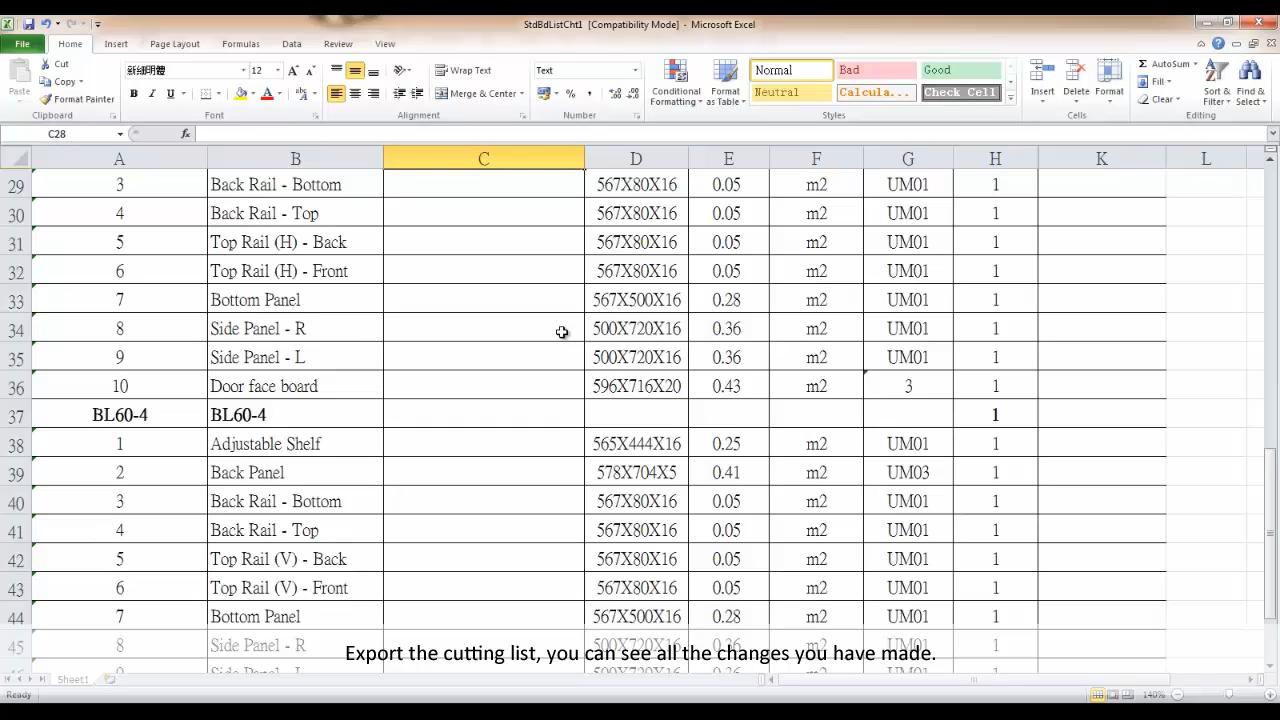 StdBdListCht1 [Compatibility Mode] - Microsoft Excel
File Home Insert Page Layout Formulas Data Review View
Paste
Cut
Copy
Format Painter
Clipboard
新細明體 12
B I U
Font
Wrap Text
Merge & Center
Alignment
Text
Number
Conditional Formatting
Format as Table
Normal Bad Good
Neutral Calcula... Check Cell
Styles
Insert Delete Format
Cells
AutoSum
Fill
Clear
Sort & Filter
Find & Select
Editing
C28 fx
A B C D E F G H K L
29 3 Back Rail - Bottom 567X80X16 0.05 m2 UM01 1
30 4 Back Rail - Top 567X80X16 0.05 m2 UM01 1
31 5 Top Rail (H) - Back 567X80X16 0.05 m2 UM01 1
32 6 Top Rail (H) - Front 567X80X16 0.05 m2 UM01 1
33 7 Bottom Panel 567X500X16 0.28 m2 UM01 1
34 8 Side Panel - R 500X720X16 0.36 m2 UM01 1
35 9 Side Panel - L 500X720X16 0.36 m2 UM01 1
36 10 Door face board 596X716X20 0.43 m2 3 1
37 BL60-4 BL60-4 1
38 1 Adjustable Shelf 565X444X16 0.25 m2 UM01 1
39 2 Back Panel 578X704X5 0.41 m2 UM03 1
40 3 Back Rail - Bottom 567X80X16 0.05 m2 UM01 1
41 4 Back Rail - Top 567X80X16 0.05 m2 UM01 1
42 5 Top Rail (V) - Back 567X80X16 0.05 m2 UM01 1
43 6 Top Rail (V) - Front 567X80X16 0.05 m2 UM01 1
44 7 Bottom Panel 567X500X16 0.28 m2 UM01 1
45 8 Side Panel - R 500X720X16 0.36 m2 UM01 1
Export the cutting list, you can see all the changes you have made.
Sheet1
Ready 140%